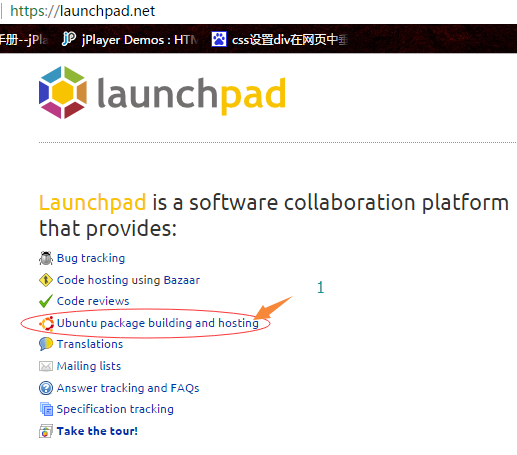 https://launchpad.net
手册--jPla jPlayer Demos : HTM css设置div在网页中
launchpad
Launchpad is a software collaboration platform
that provides:
Bug tracking
Code hosting using Bazaar
Code reviews
1
Ubuntu package building and hosting
Translations
Mailing lists
Answer tracking and FAQs
Specification tracking
Take the tour!